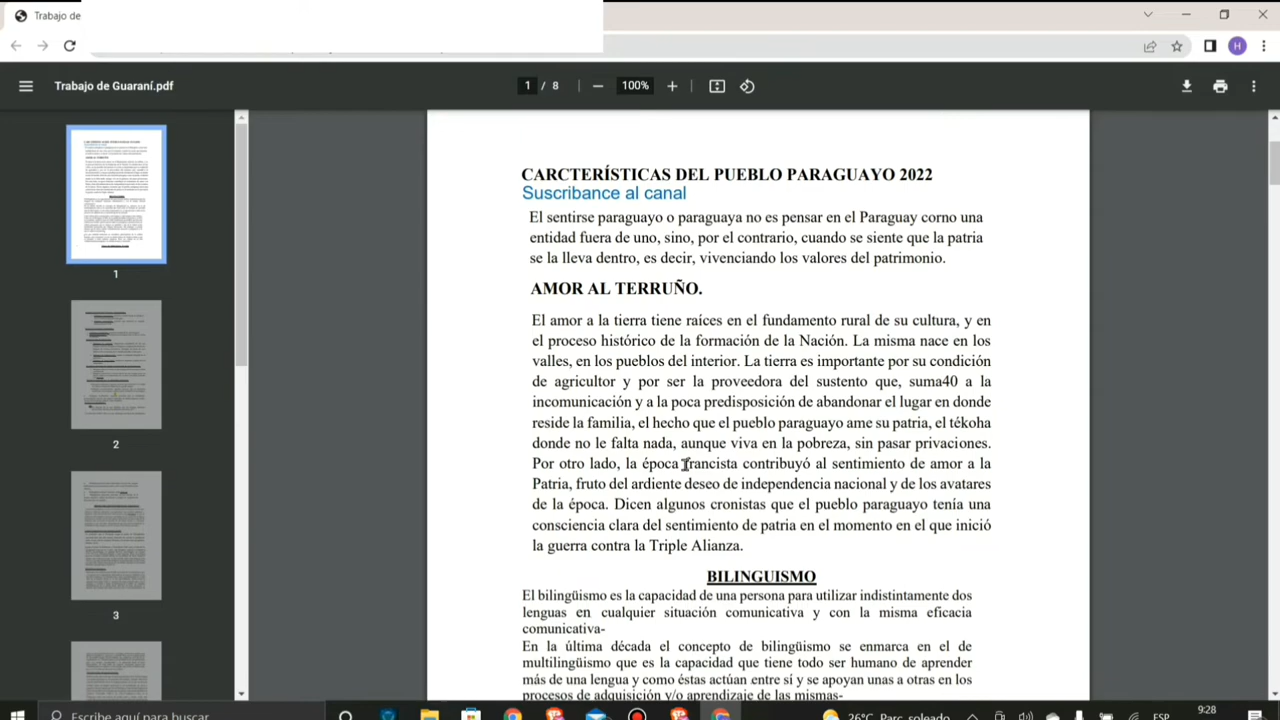 Trabajo de
Trabajo de Guaraní.pdf
1 / 8
100%
H
CARCTERÍSTICAS DEL PUEBLO PARAGUAYO 2022
Suscribance al canal
El sentirse paraguayo o paraguaya no es pensar en el Paraguay corno una
entidad fuera de uno, sino, por el contrario, cuando se siente que la patria
se la lleva dentro, es decir, vivenciando los valores del patrimonio.
AMOR AL TERRUÑO.
El amor a la tierra tiene raíces en el fundamento rural de su cultura, y en
el proceso histórico de la formación de la Nación. La misma nace en los
valles, en los pueblos del interior. La tierra es importante por su condición
de agricultor y por ser la proveedora del sustento que, suma40 a la
incomunicación y a la poca predisposición de abandonar el lugar en donde
reside la familia, el hecho que el pueblo paraguayo ame su patria, el tékoha
donde no le falta nada, aunque viva en la pobreza, sin pasar privaciones.
Por otro lado, la época francista contribuyó al sentimiento de amor a la
Patria, fruto del ardiente deseo de independencia nacional y de los avatares
de la época. Dicen algunos cronistas que el pueblo paraguayo tenía una
consciencia clara del sentimiento de patria en el momento en el que inició
la guerra contra la Triple Alianza.
BILINGUISMO
El bilingüismo es la capacidad de una persona para utilizar indistintamente dos
lenguas en cualquier situación comunicativa y con la misma eficacia
comunicativa-
En la última década el concepto de bilingüismo se enmarca en el de
multilingüismo que es la capacidad que tiene todo ser humano de aprender
más de una lengua y como éstas actúan entre sí y se apoyan unas a otras en los
procesos de adquisición y/o aprendizaje de las mismas-
1
2
3
Escribe aquí para buscar
26°C Parc. soleado
ESP
9:28